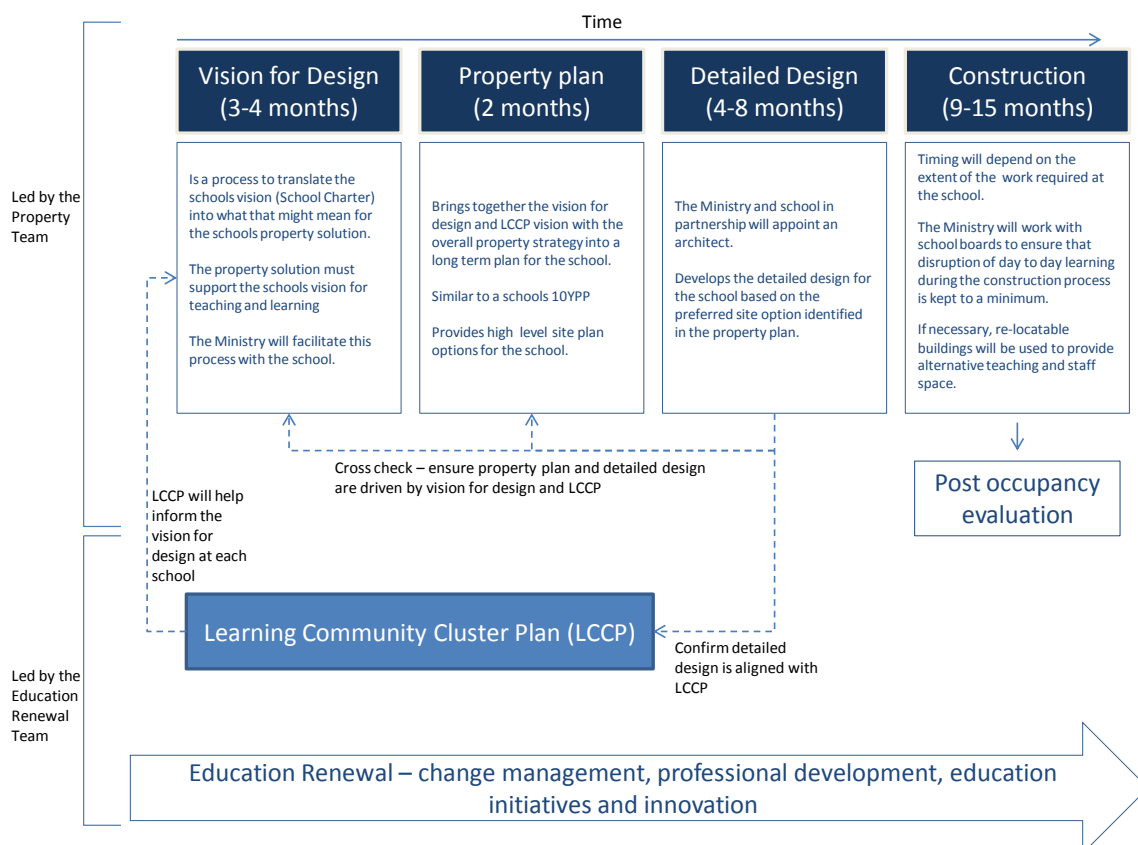 Time
Vision for Design
(3-4 months)
Property plan
(2 months)
Detailed Design
(4-8 months)
Construction
(9-15 months)
Led by the
Property
Team
Is a process to translate the
schools vision (School Charter)
into what that might mean for
the schools property solution.
The property solution must
support the schools vision for
teaching and learning
The Ministry will facilitate this
process with the school.
Brings together the vision for
design and LCCP vision with the
overall property strategy into a
long term plan for the school.
Similar to a schools 10YPP
Provides high level site plan
options for the school.
The Ministry and school in
partnership will appoint an
architect.
Develops the detailed design for
the school based on the
preferred site option identified
in the property plan.
Timing will depend on the
extent of the work required at
the school.
The Ministry will work with
school boards to ensure that
disruption of day to day learning
during the construction process
is kept to a minimum.
If necessary, re-locatable
buildings will be used to provide
alternative teaching and staff
space.
Cross check – ensure property plan and detailed design
are driven by vision for design and LCCP
Post occupancy
evaluation
LCCP will help
inform the
vision for
design at each
school
Learning Community Cluster Plan (LCCP)
Confirm detailed
design is aligned with
LCCP
Led by the
Education
Renewal
Team
Education Renewal – change management, professional development, education
initiatives and innovation